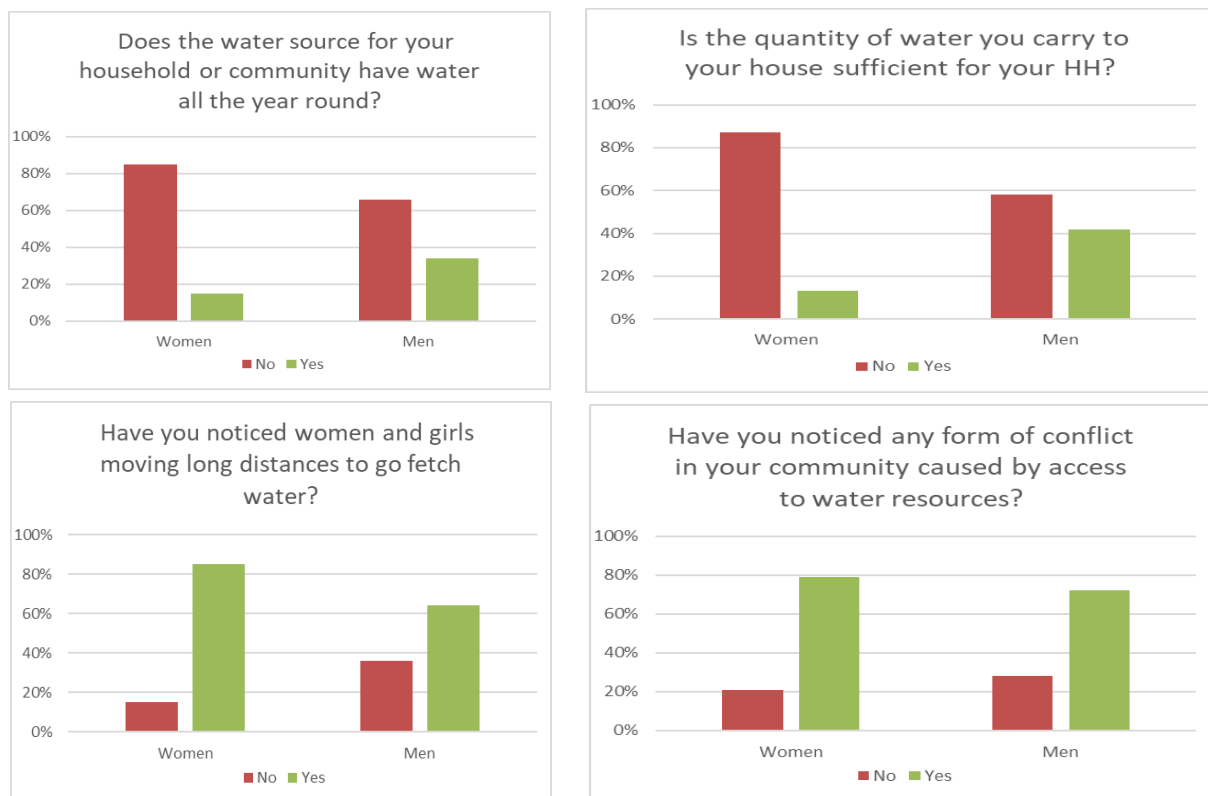 Does the water source for your
household or community have water
all the year round?
100%
80%
60%
40%
20%
0%
Women Men
No Yes
Is the quantity of water you carry to
your house sufficient for your HH?
100%
80%
60%
40%
20%
0%
Women Men
No Yes
Have you noticed women and girls
moving long distances to go fetch
water?
100%
80%
60%
40%
20%
0%
Women Men
No Yes
Have you noticed any form of conflict
in your community caused by access
to water resources?
100%
80%
60%
40%
20%
0%
Women Men
No Yes